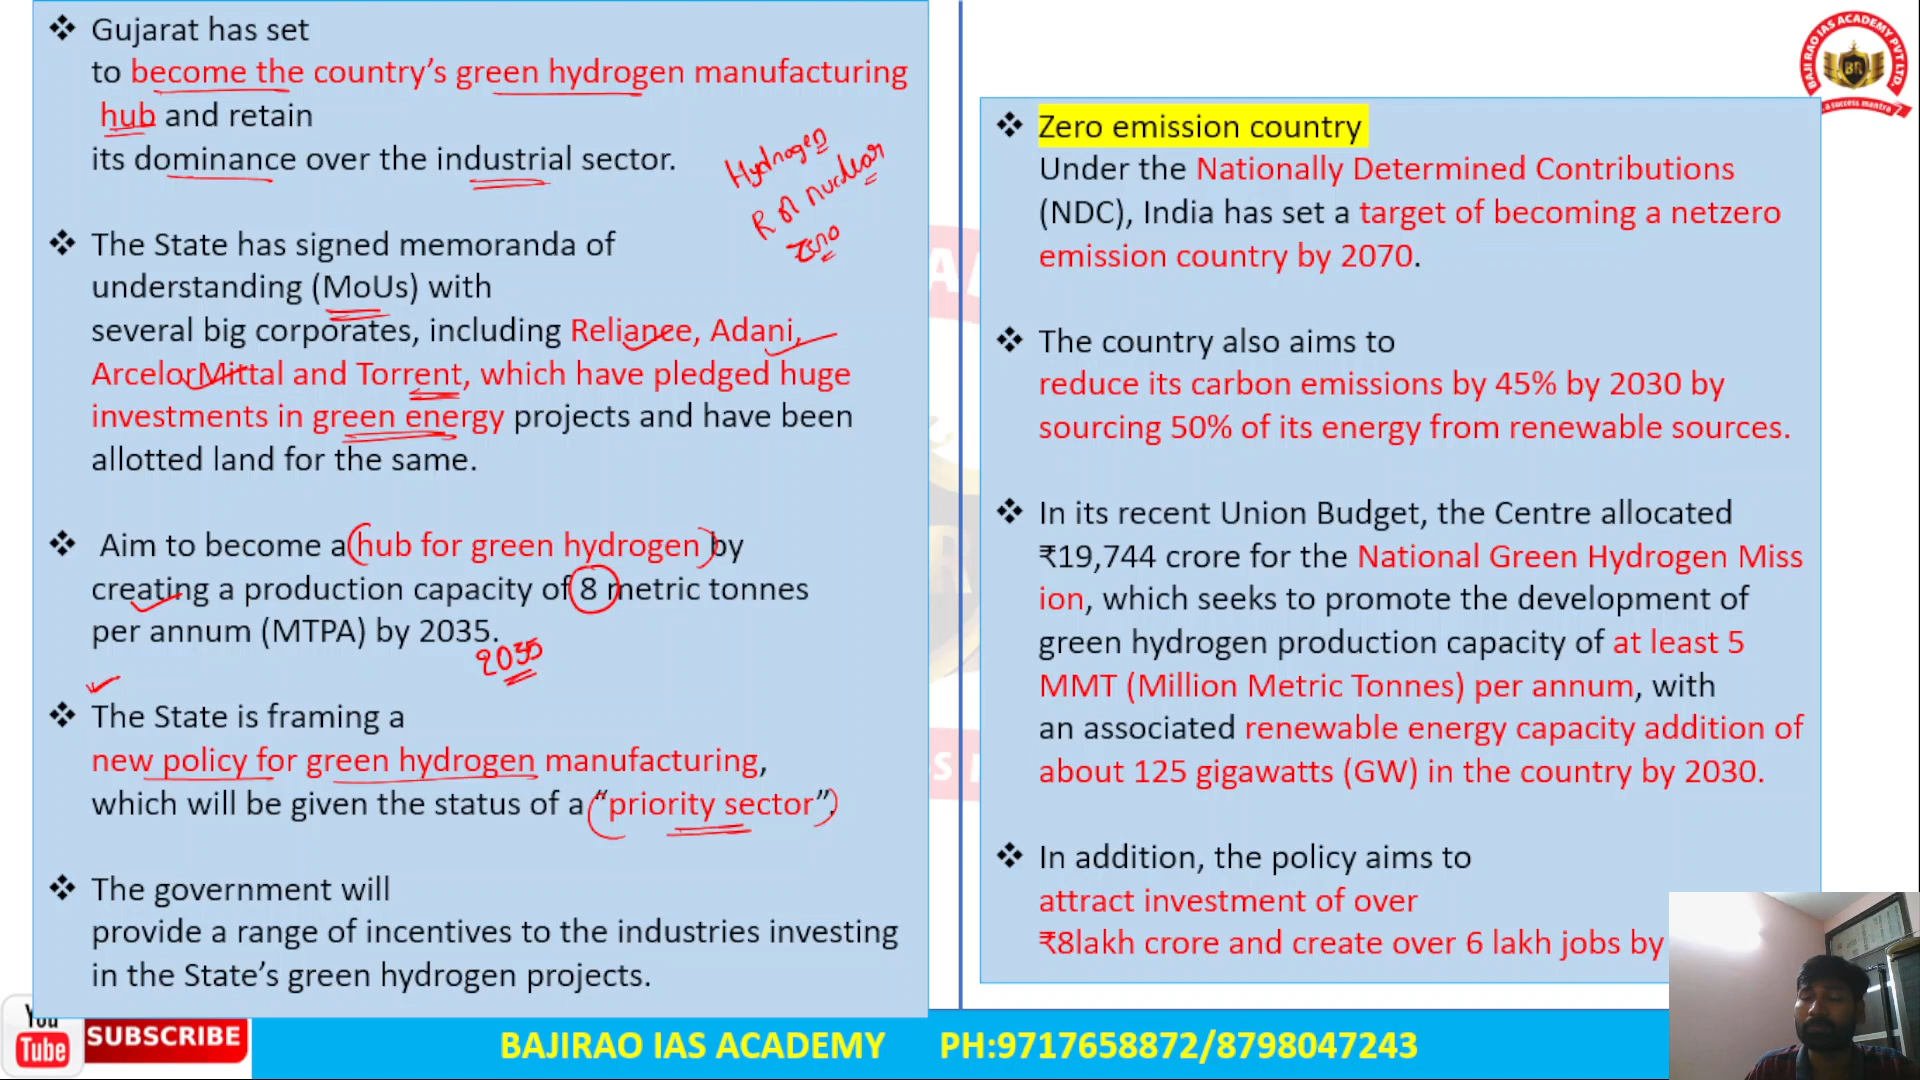 ❖ Gujarat has set
to become the country’s green hydrogen manufacturing
hub and retain
its dominance over the industrial sector.
Hydrogen
R or nuclear
Zero
❖ The State has signed memoranda of
understanding (MoUs) with
several big corporates, including Reliance, Adani,
ArcelorMittal and Torrent, which have pledged huge
investments in green energy projects and have been
allotted land for the same.
❖ Aim to become a hub for green hydrogen by
creating a production capacity of 8 metric tonnes
per annum (MTPA) by 2035.
2035
❖ The State is framing a
new policy for green hydrogen manufacturing,
which will be given the status of a “priority sector”.
❖ The government will
provide a range of incentives to the industries investing
in the State’s green hydrogen projects.
BAJI RAO IAS ACADEMY PVT LTD.
BR
a success mantra
❖ Zero emission country
Under the Nationally Determined Contributions
(NDC), India has set a target of becoming a netzero
emission country by 2070.
❖ The country also aims to
reduce its carbon emissions by 45% by 2030 by
sourcing 50% of its energy from renewable sources.
❖ In its recent Union Budget, the Centre allocated
₹19,744 crore for the National Green Hydrogen Miss
ion, which seeks to promote the development of
green hydrogen production capacity of at least 5
MMT (Million Metric Tonnes) per annum, with
an associated renewable energy capacity addition of
about 125 gigawatts (GW) in the country by 2030.
❖ In addition, the policy aims to
attract investment of over
₹8lakh crore and create over 6 lakh jobs by
You
Tube
SUBSCRIBE
BAJIRAO IAS ACADEMY PH:9717658872/8798047243